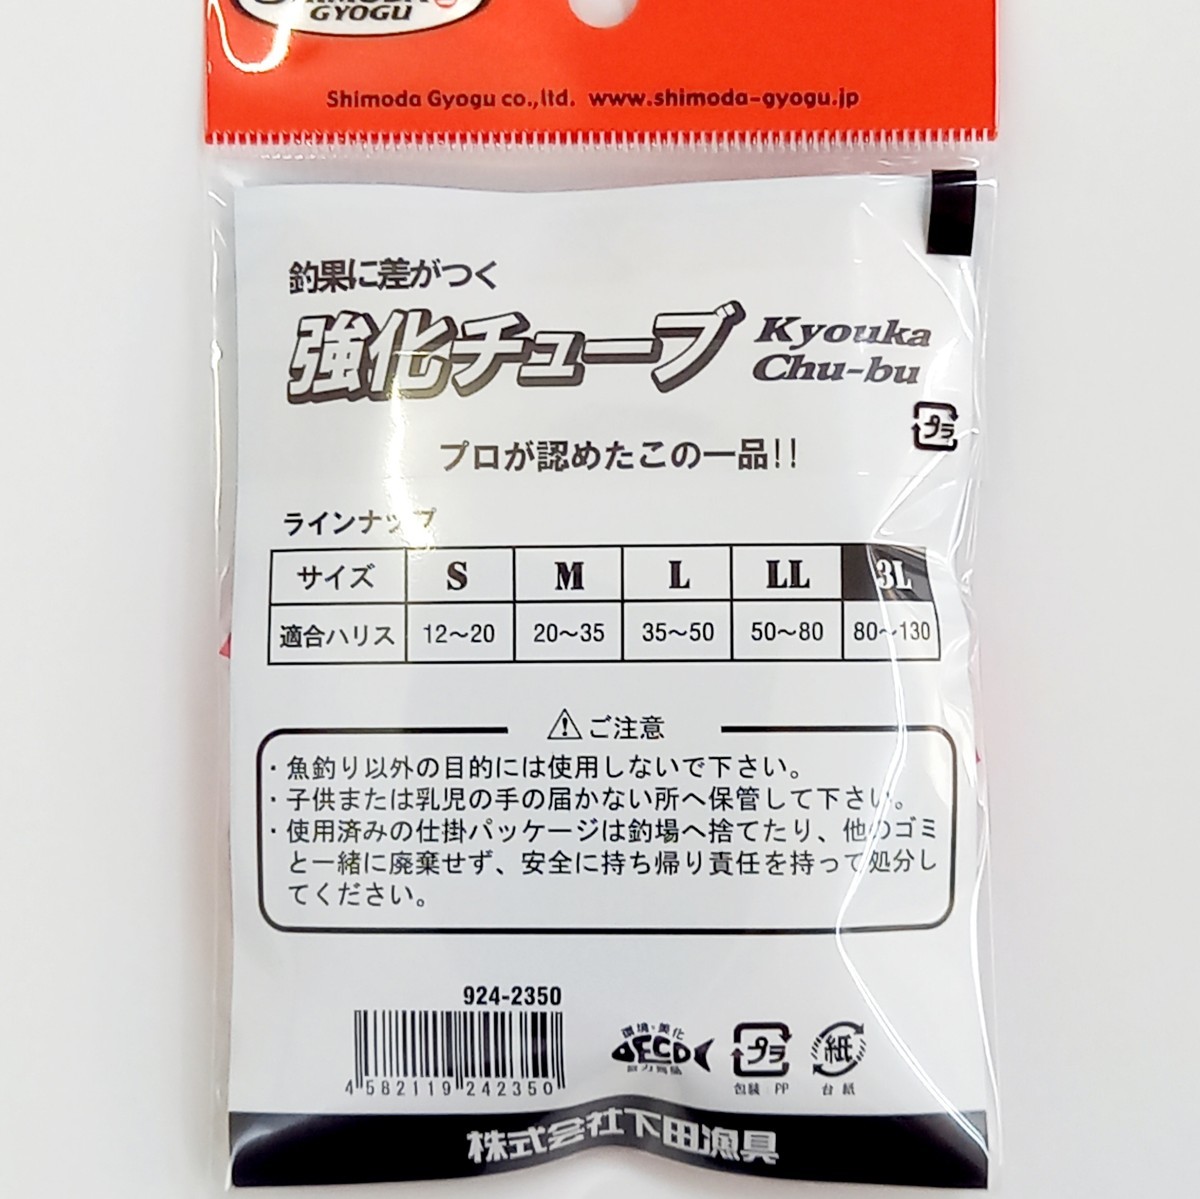 GYOGU
Shimoda Gyogu co.,ltd. www.shimoda-gyogu.jp
釣果に差がつく
強化チューブ
Kyouka
Chu-bu
プラ
プロが認めたこの一品!!
ラインナップ
サイズ S M L LL 3L
適合ハリス 12〜20 20〜35 35〜50 50〜80 80〜130
ご注意
・魚釣り以外の目的には使用しないで下さい。
・子供または乳児の手の届かない所へ保管して下さい。
・使用済みの仕掛パッケージは釣場へ捨てたり、他のゴミ
と一緒に廃棄せず、安全に持ち帰り責任を持って処分し
てください。
924-2350
4 582119 242350
環境・美化
ECO
プラ
包装 PP
紙
台紙
株式会社下田漁具